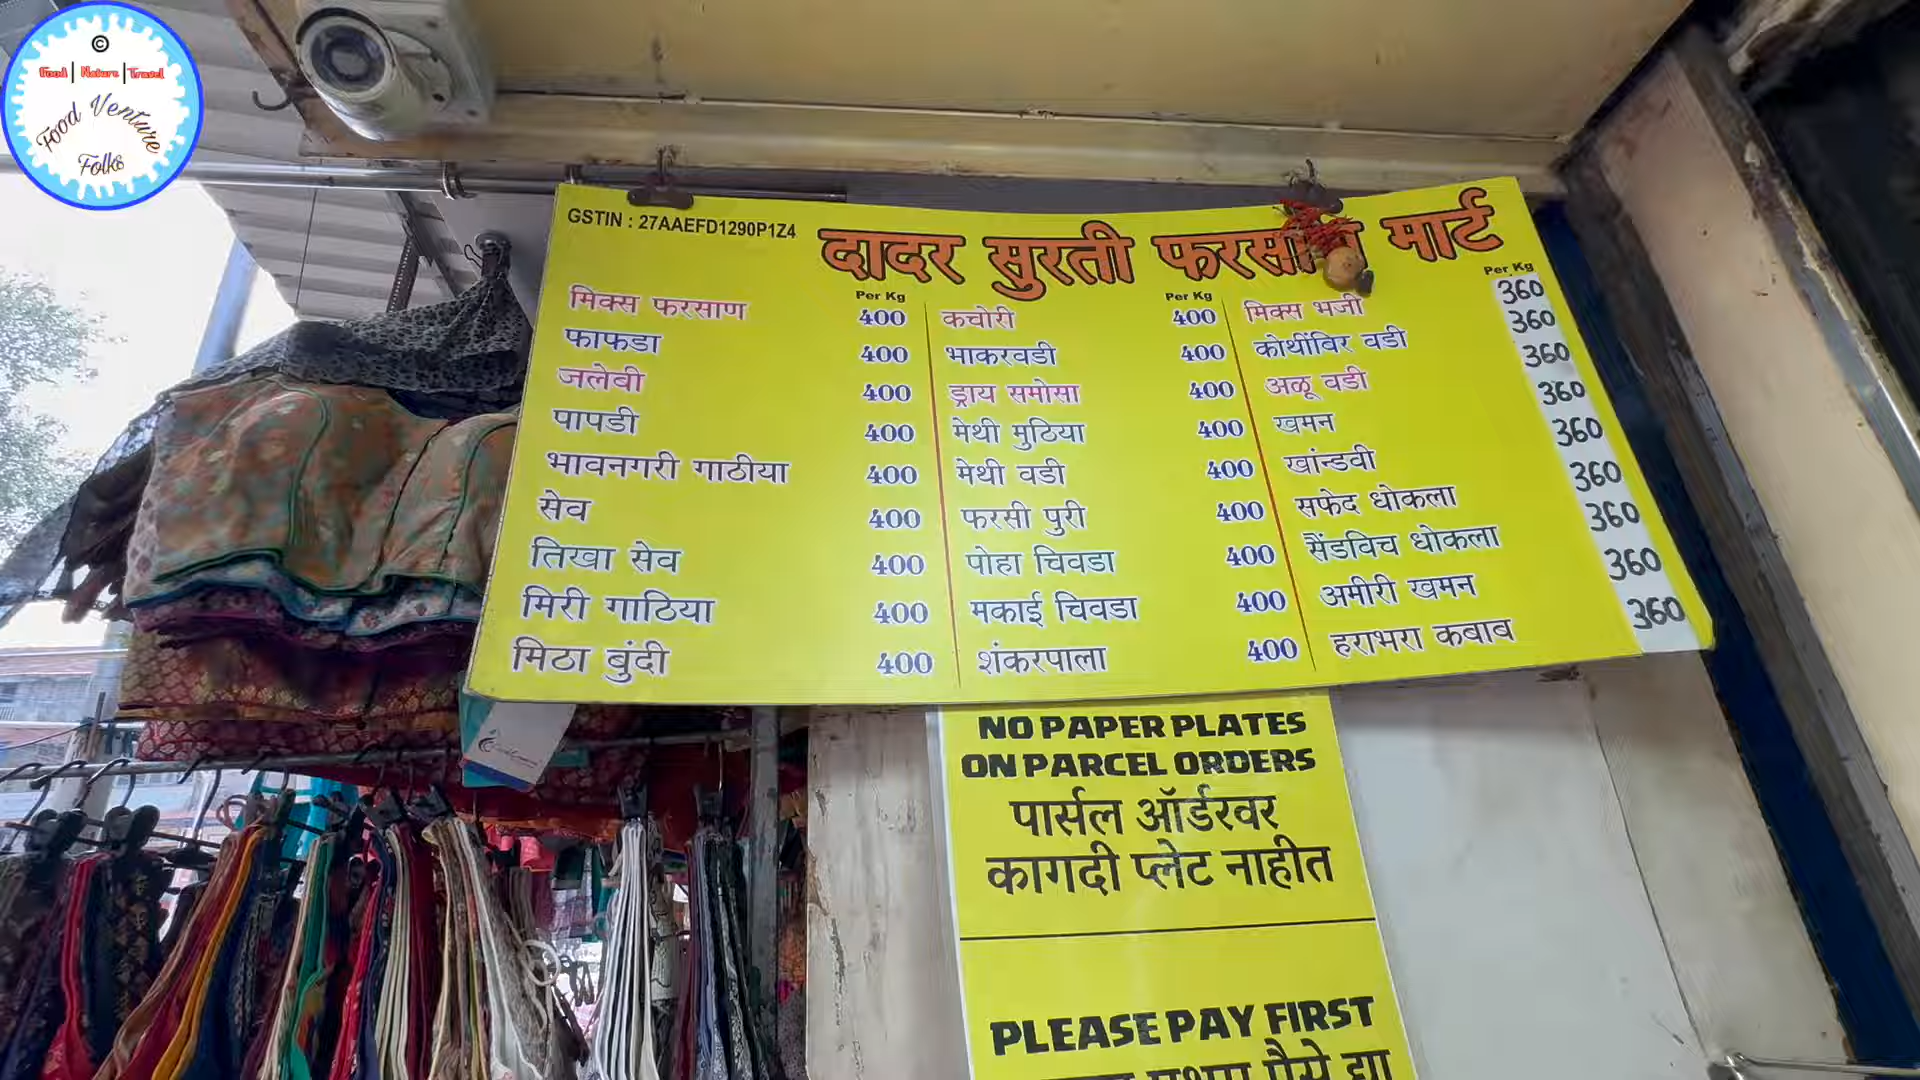 ©
Food | Nature | Travel
Food Venture
Folks
GSTIN : 27AAEFD1290P1Z4
दादर सुरती फरसाण मार्ट
Per Kg
मिक्स फरसाण 400
फाफडा 400
जलेबी 400
पापडी 400
भावनगरी गाठीया 400
सेव 400
तिखा सेव 400
मिरी गाठिया 400
मिठा बुंदी 400
Per Kg
कचोरी 400
भाकरवडी 400
ड्राय समोसा 400
मेथी मुठिया 400
मेथी वडी 400
फरसी पुरी 400
पोहा चिवडा 400
मकाई चिवडा 400
शंकरपाला 400
Per Kg
मिक्स भजी 360
कोथींबिर वडी 360
अळू वडी 360
खमन 360
खांन्डवी 360
सफेद धोकला 360
सैंडविच धोकला 360
अमीरी खमन 360
हराभरा कबाब 360
NO PAPER PLATES
ON PARCEL ORDERS
पार्सल ऑर्डरवर
कागदी प्लेट नाहीत
PLEASE PAY FIRST